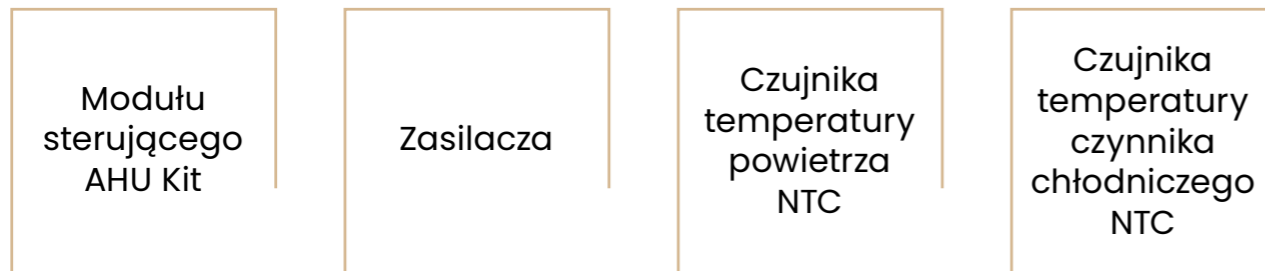 Modułu
sterującego
AHU Kit
Zasilacza
Czujnika
temperatury
powietrza
NTC
Czujnika
temperatury
czynnika
chłodniczego
NTC